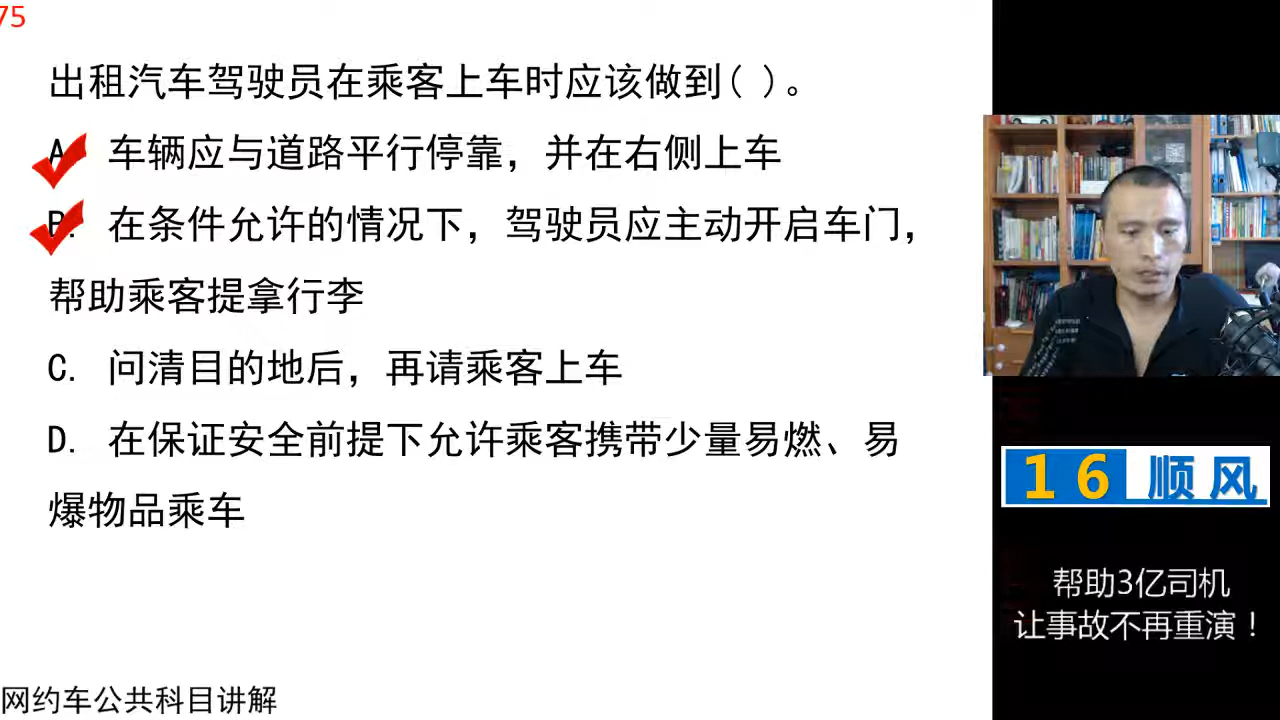 75
出租汽车驾驶员在乘客上车时应该做到( )。
A. 车辆应与道路平行停靠，并在右侧上车
B. 在条件允许的情况下，驾驶员应主动开启车门，
帮助乘客提拿行李
C. 问清目的地后，再请乘客上车
D. 在保证安全前提下允许乘客携带少量易燃、易
爆物品乘车
16顺风
帮助3亿司机
让事故不再重演！
网约车公共科目讲解